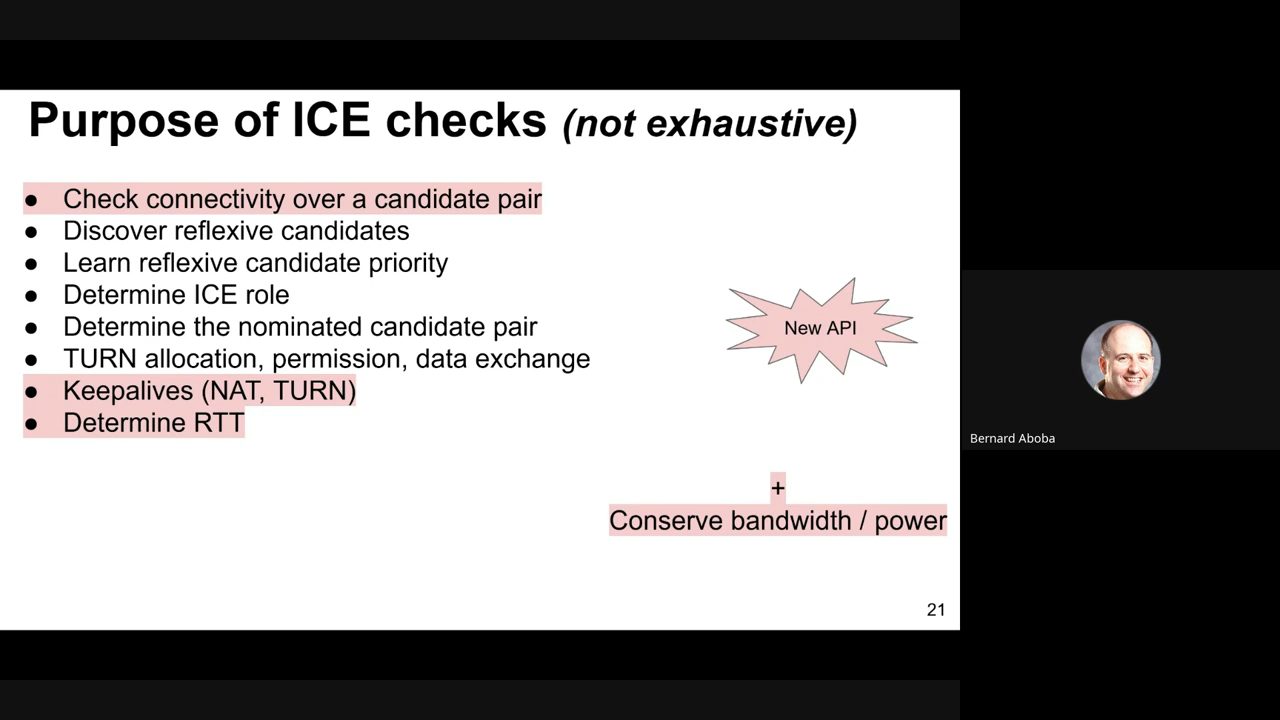 Purpose of ICE checks (not exhaustive)
● Check connectivity over a candidate pair
● Discover reflexive candidates
● Learn reflexive candidate priority
● Determine ICE role
● Determine the nominated candidate pair
● TURN allocation, permission, data exchange
● Keepalives (NAT, TURN)
● Determine RTT
New API
+
Conserve bandwidth / power
21
Bernard Aboba